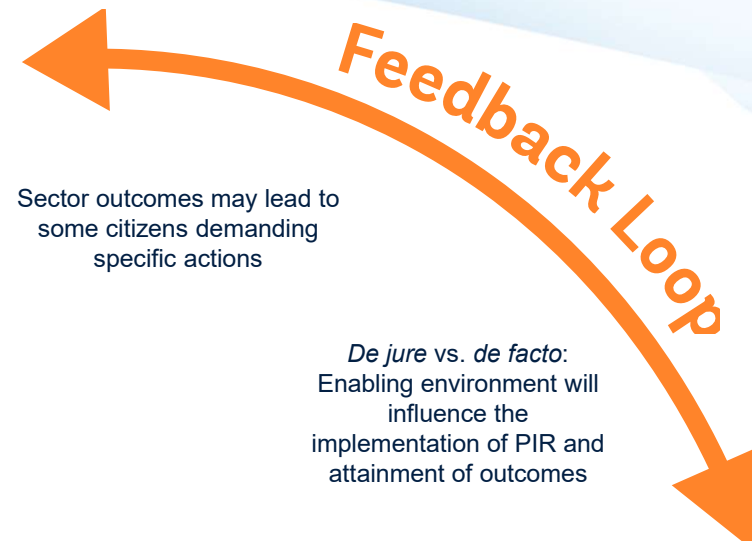 Feedback Loop
Sector outcomes may lead to
some citizens demanding
specific actions
De jure vs. de facto:
Enabling environment will
influence the
implementation of PIR and
attainment of outcomes